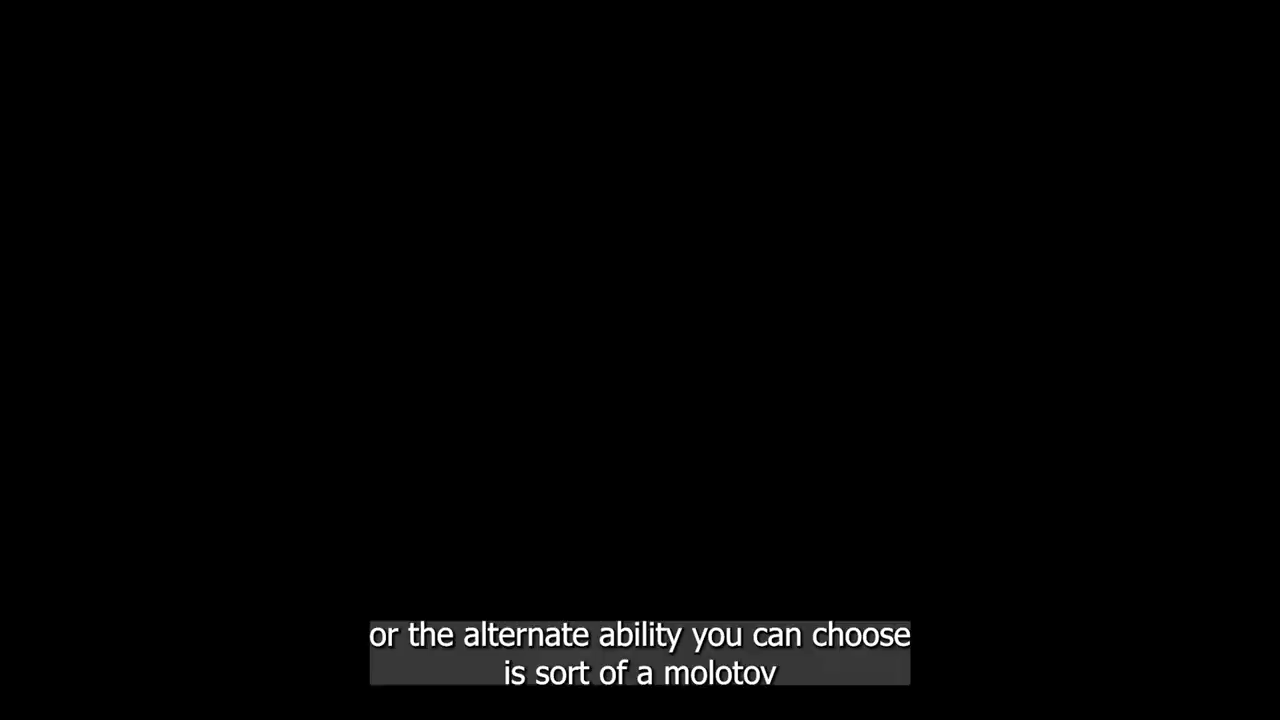 or the alternate ability you can choose
is sort of a molotov